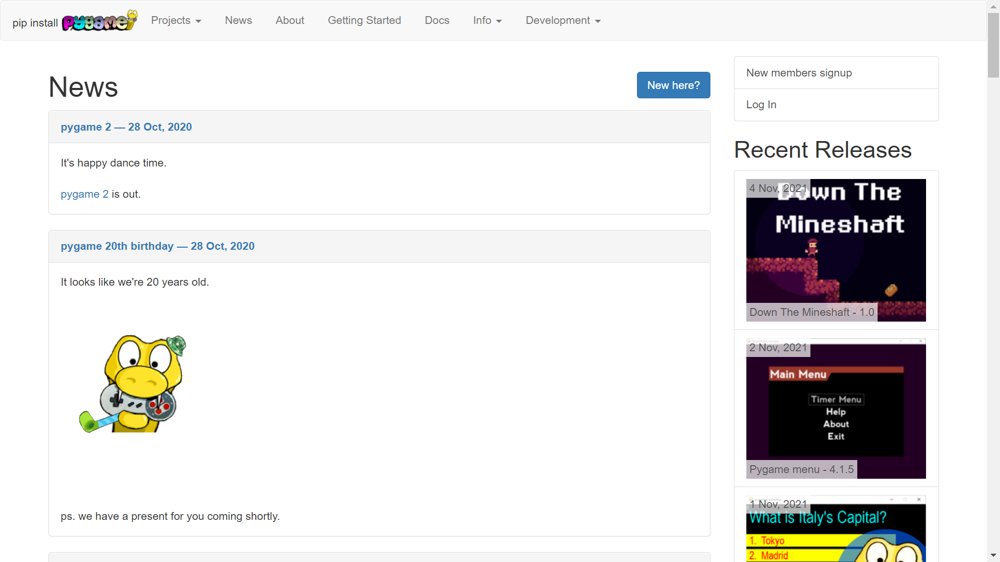 pip install pygame
Projects
News
About
Getting Started
Docs
Info
Development
News
New here?
pygame 2 — 28 Oct, 2020
It's happy dance time.
pygame 2 is out.
pygame 20th birthday — 28 Oct, 2020
It looks like we're 20 years old.
ps. we have a present for you coming shortly.
New members signup
Log In
Recent Releases
4 Nov, 2021
Down The
Mineshaft
Down The Mineshaft - 1.0
2 Nov, 2021
Main Menu
Timer Menu
Help
About
Exit
Pygame menu - 4.1.5
1 Nov, 2021
What is Italy's Capital?
1. Tokyo
2. Madrid